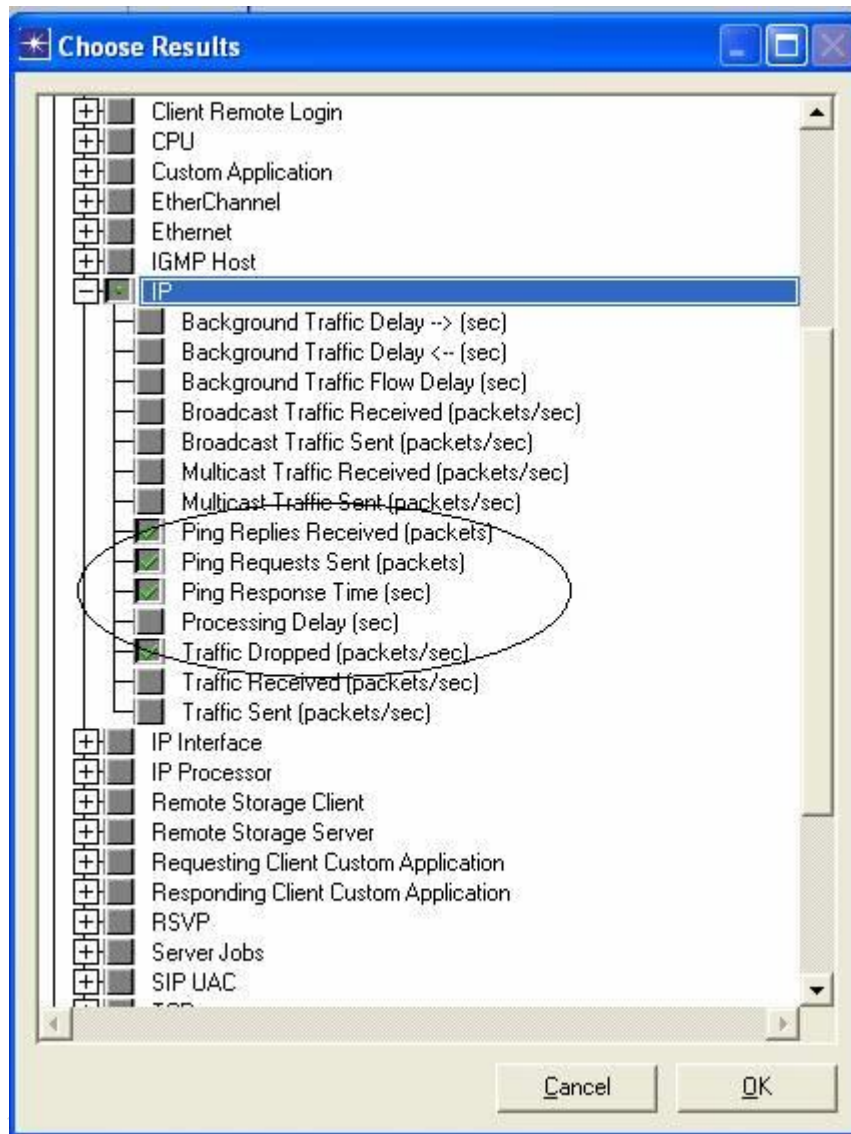 Choose Results
Client Remote Login
CPU
Custom Application
EtherChannel
Ethernet
IGMP Host
IP
Background Traffic Delay --> (sec)
Background Traffic Delay <-- (sec)
Background Traffic Flow Delay (sec)
Broadcast Traffic Received (packets/sec)
Broadcast Traffic Sent (packets/sec)
Multicast Traffic Received (packets/sec)
Multicast Traffic Sent (packets/sec)
Ping Replies Received (packets)
Ping Requests Sent (packets)
Ping Response Time (sec)
Processing Delay (sec)
Traffic Dropped (packets/sec)
Traffic Received (packets/sec)
Traffic Sent (packets/sec)
IP Interface
IP Processor
Remote Storage Client
Remote Storage Server
Requesting Client Custom Application
Responding Client Custom Application
RSVP
Server Jobs
SIP UAC
Cancel
OK